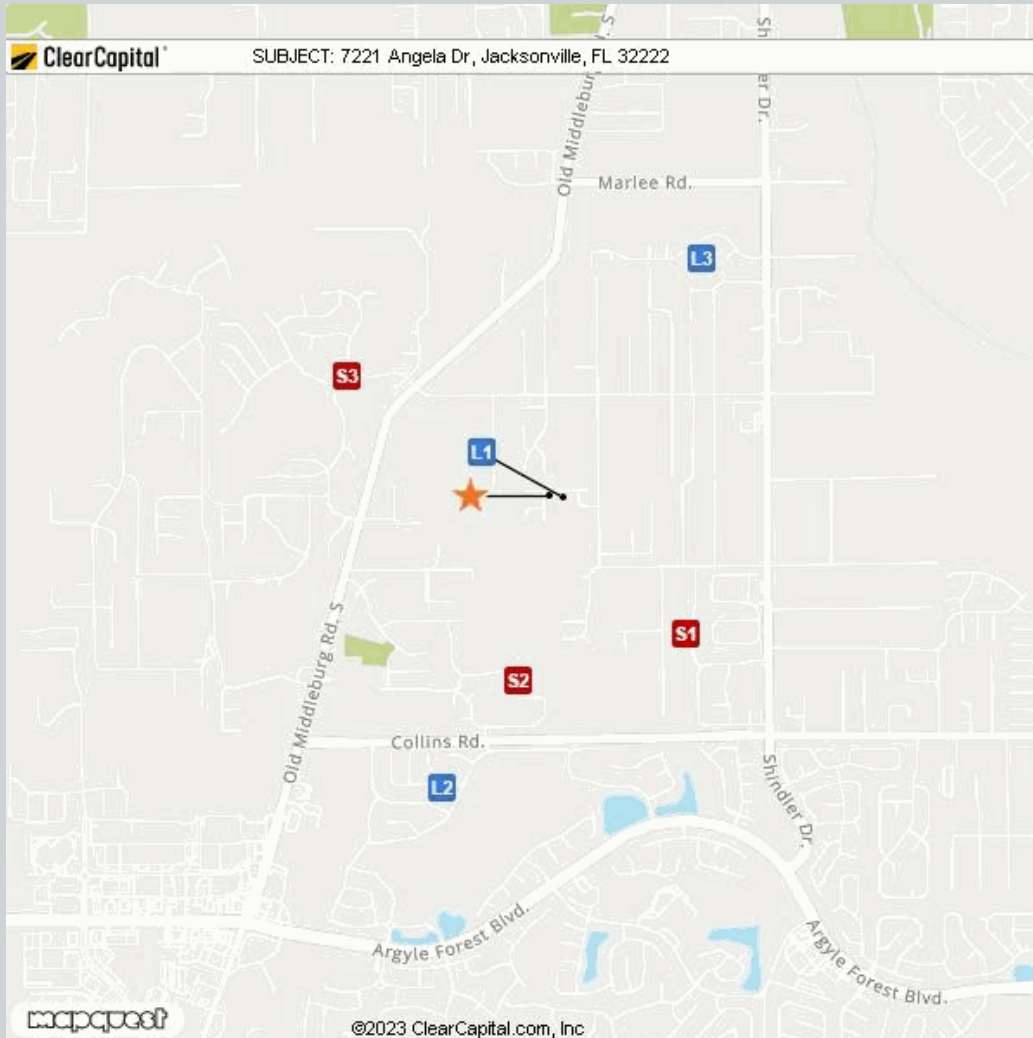 ClearCapital
SUBJECT: 7221 Angela Dr, Jacksonville, FL 32222
Old Middleburg Rd. S
Shindler Dr.
Marlee Rd.
L3
S3
L1
Old Middleburg Rd. S
S1
S2
Collins Rd.
L2
Shindler Dr.
Argyle Forest Blvd.
Argyle Forest Blvd.
mapquest
©2023 ClearCapital.com, Inc